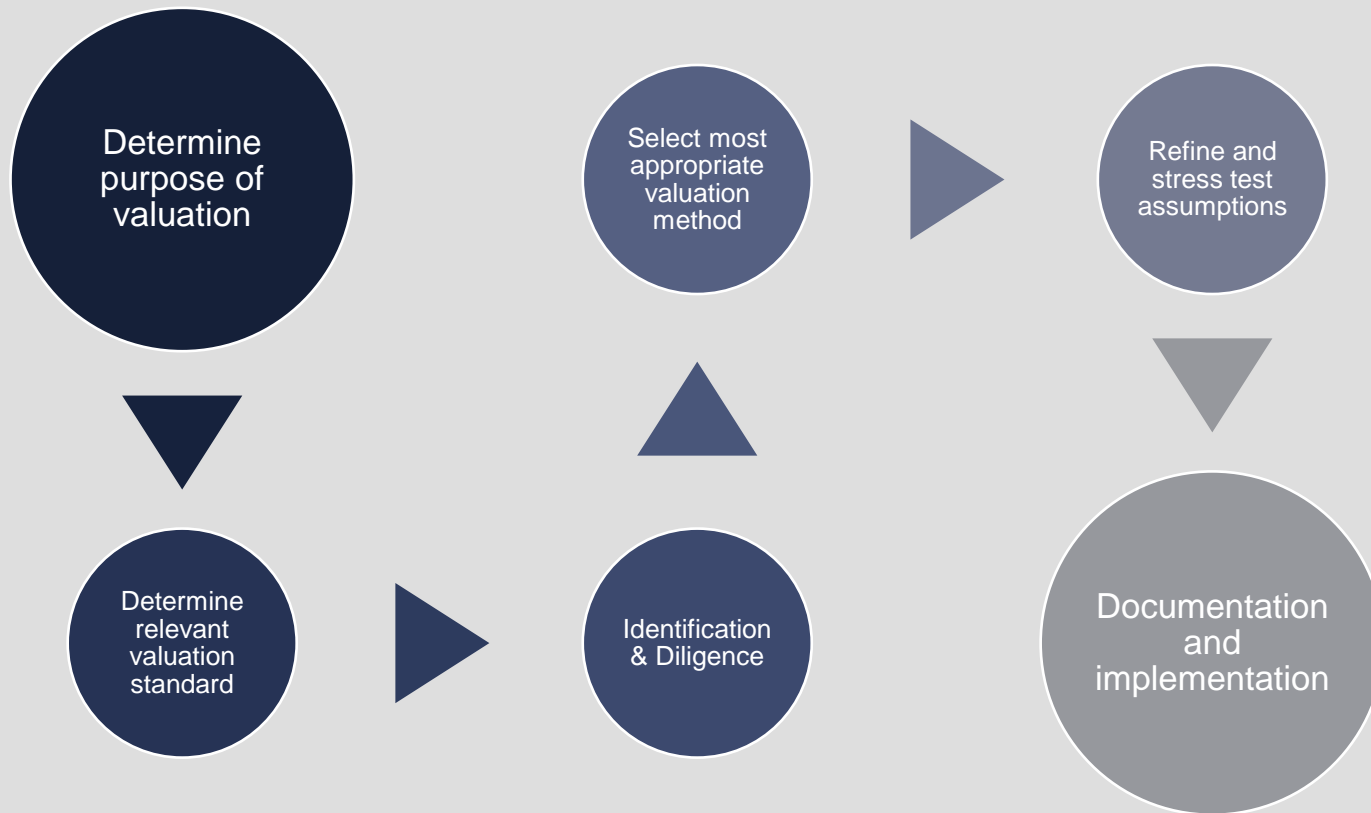 Determine
purpose of
valuation
Determine
relevant
valuation
standard
Identification
& Diligence
Select most
appropriate
valuation
method
Refine and
stress test
assumptions
Documentation
and
implementation